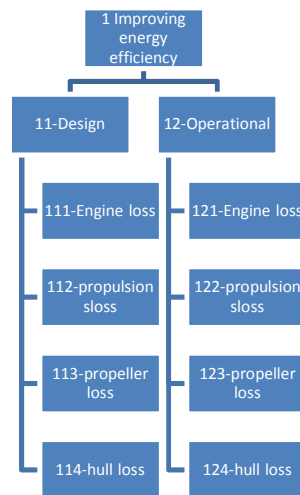 1 Improving
energy
efficiency
11-Design
12-Operational
111-Engine loss
121-Engine loss
112-propulsion
sloss
122-propulsion
sloss
113-propeller
loss
123-propeller
loss
114-hull loss
124-hull loss